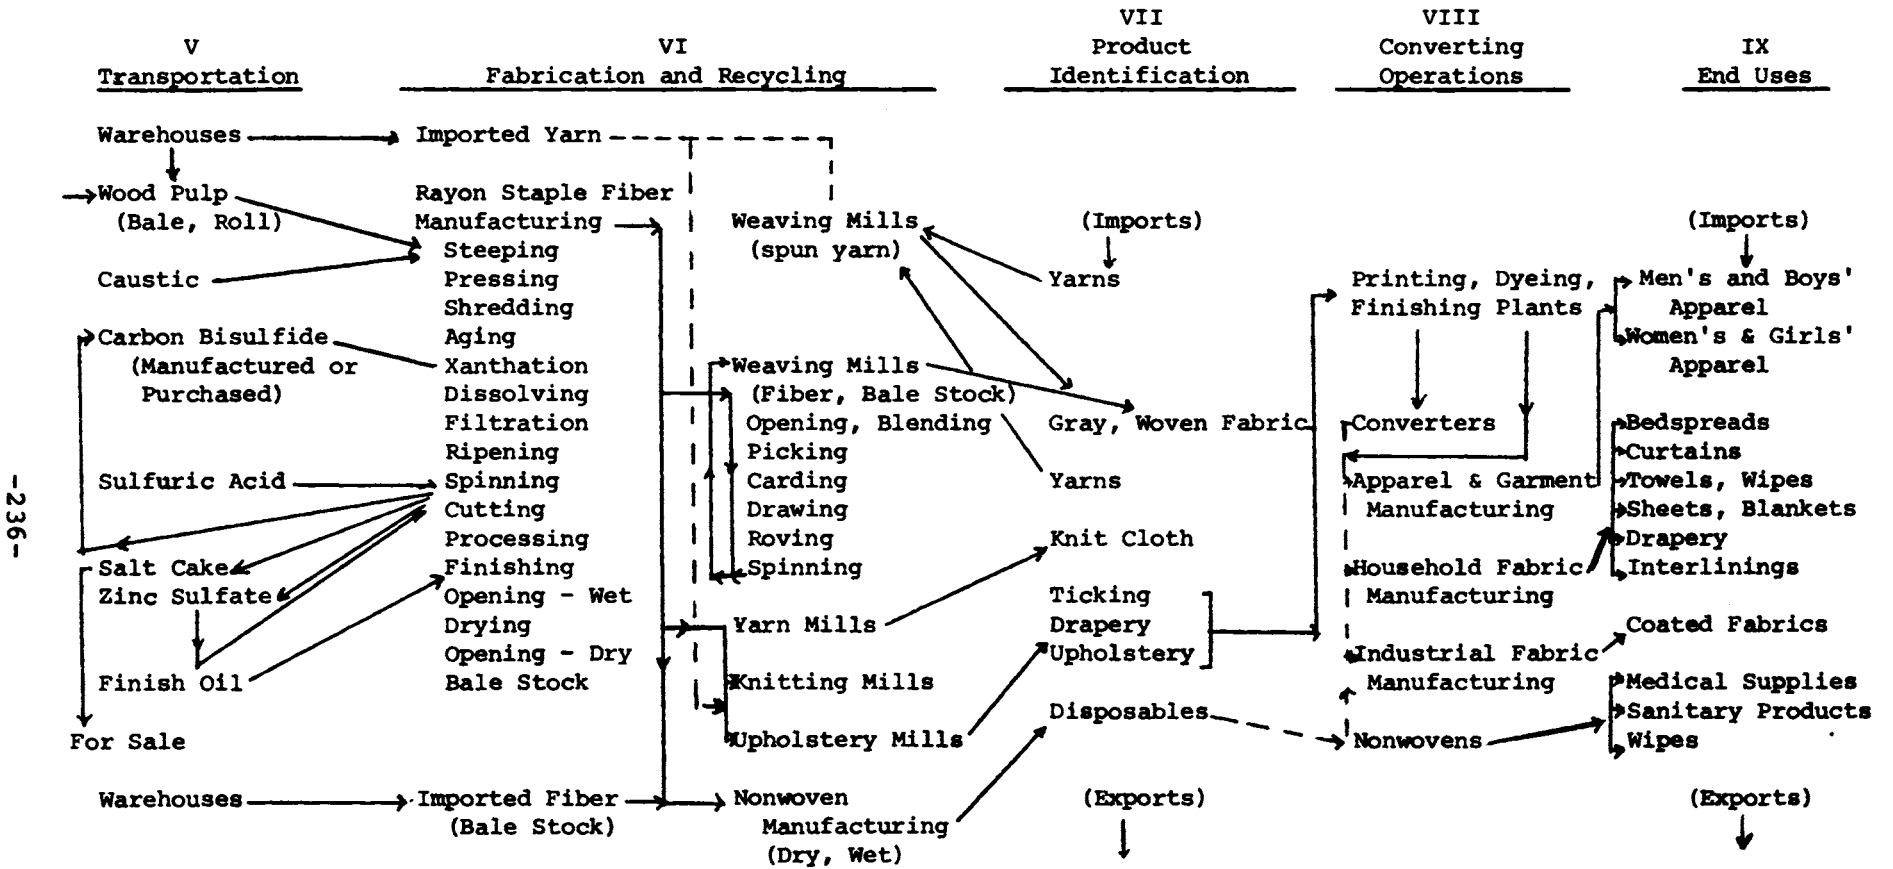 V
Transportation
VI
Fabrication and Recycling
VII
Product
Identification
VIII
Converting
Operations
IX
End Uses
Warehouses
Wood Pulp
(Bale, Roll)
Caustic
Carbon Bisulfide
(Manufactured or
Purchased)
Sulfuric Acid
Salt Cake
Zinc Sulfate
Finish Oil
For Sale
Warehouses
Imported Yarn
Rayon Staple Fiber
Manufacturing
Steeping
Pressing
Shredding
Aging
Xanthation
Dissolving
Filtration
Ripening
Spinning
Cutting
Processing
Finishing
Opening - Wet
Drying
Opening - Dry
Bale Stock
Imported Fiber
(Bale Stock)
Weaving Mills
(spun yarn)
Weaving Mills
(Fiber, Bale Stock)
Opening, Blending
Picking
Carding
Drawing
Roving
Spinning
Yarn Mills
Knitting Mills
Upholstery Mills
Nonwoven
Manufacturing
(Dry, Wet)
(Imports)
Yarns
Gray, Woven Fabric
Yarns
Knit Cloth
Ticking
Drapery
Upholstery
Disposables
(Exports)
Printing, Dyeing,
Finishing Plants
Converters
Apparel & Garment
Manufacturing
Household Fabric
Manufacturing
Industrial Fabric
Manufacturing
Nonwovens
(Imports)
Men's and Boys'
Apparel
Women's & Girls'
Apparel
Bedspreads
Curtains
Towels, Wipes
Sheets, Blankets
Drapery
Interlinings
Coated Fabrics
Medical Supplies
Sanitary Products
Wipes
(Exports)
-236-